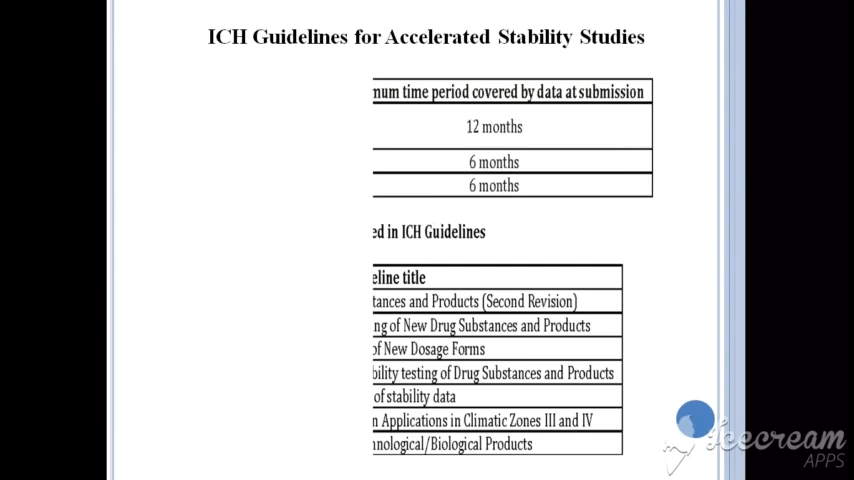 ICH Guidelines for Accelerated Stability Studies
mum time period covered by data at submission
12 months
6 months
6 months
ed in ICH Guidelines
eline title
tances and Products (Second Revision)
ng of New Drug Substances and Products
of New Dosage Forms
bility testing of Drug Substances and Products
of stability data
n Applications in Climatic Zones III and IV
hnological/Biological Products
Icecream
APPS